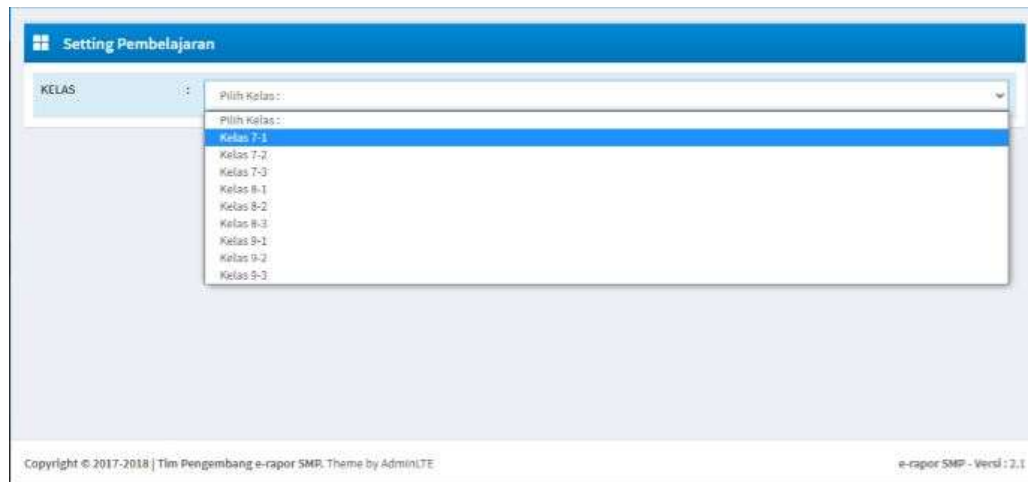 Setting Pembelajaran
KELAS : Pilih Kelas :
Pilih Kelas :
Kelas 7-1
Kelas 7-2
Kelas 7-3
Kelas 8-1
Kelas 8-2
Kelas 8-3
Kelas 9-1
Kelas 9-2
Kelas 9-3
Copyright © 2017-2018 | Tim Pengembang e-rapor SMP. Theme by AdminLTE e-rapor SMP - Versi : 2.1